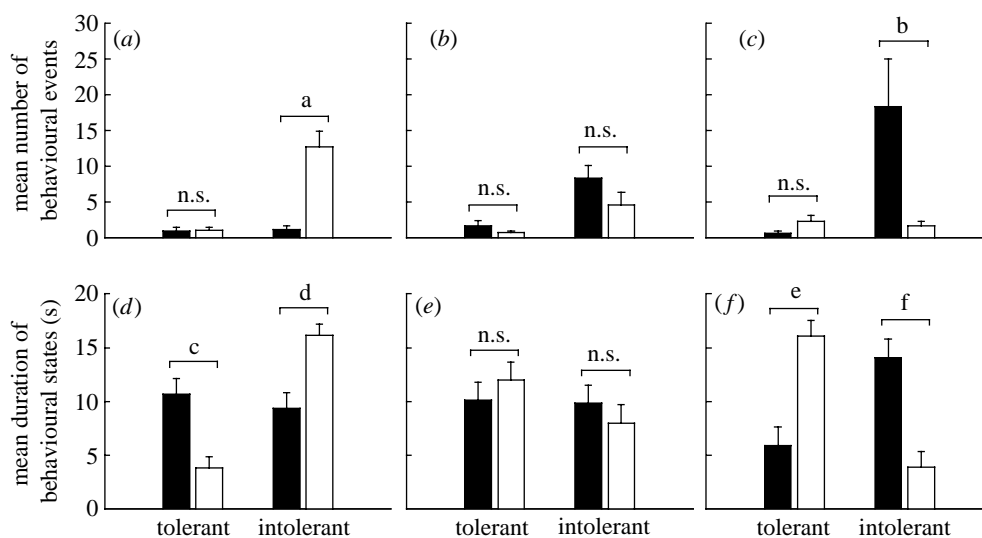 mean number of
behavioural events
30
25
20
15
10
5
0
(a)
a
n.s.
(b)
n.s.
n.s.
(c)
b
n.s.
mean duration of
behavioural states (s)
20
15
10
5
0
(d)
d
c
(e)
n.s.
n.s.
(f)
e
f
tolerant intolerant
tolerant intolerant
tolerant intolerant